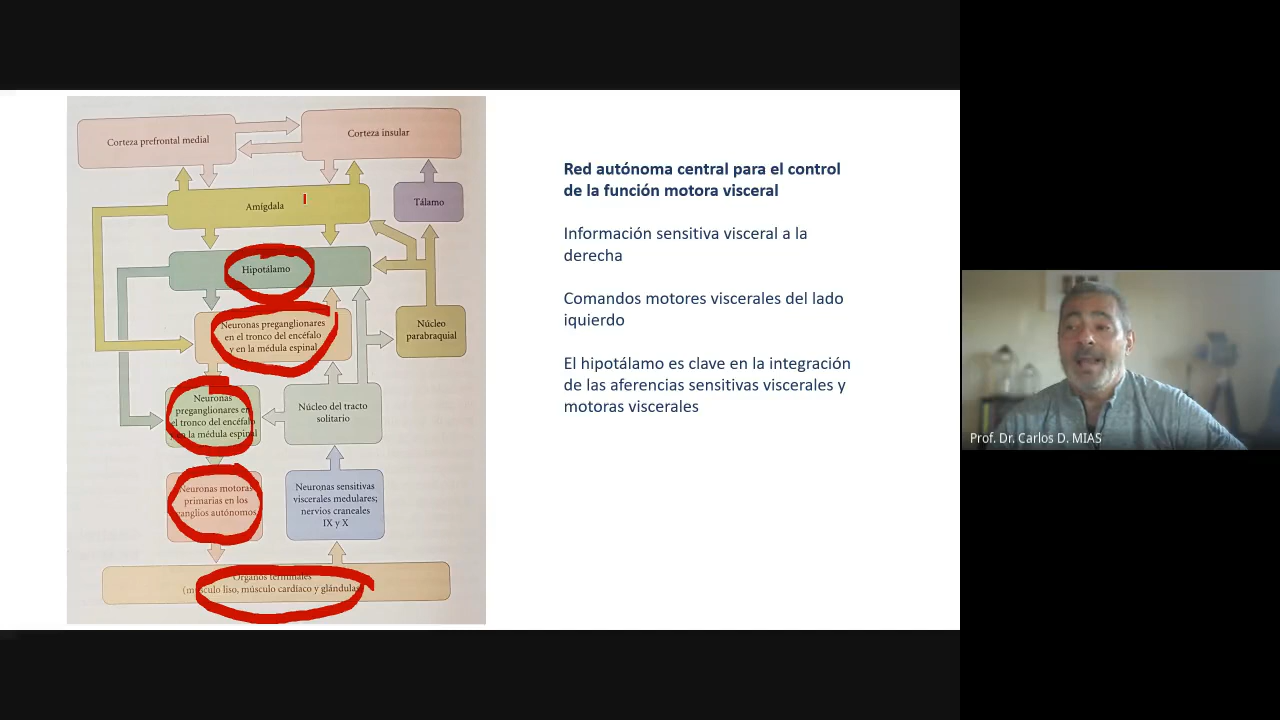 Corteza prefrontal medial
Corteza insular
Amígdala
Tálamo
Hipotálamo
Neuronas preganglionares
en el tronco del encéfalo
y en la médula espinal
Núcleo
parabraquial
Neuronas
preganglionares en
el tronco del encéfalo
y en la médula espinal
Núcleo del tracto
solitario
Neuronas motoras
primarias en los
ganglios autónomos
Neuronas sensitivas
viscerales medulares;
nervios craneales
IX y X
Órganos terminales
(músculo liso, músculo cardíaco y glándulas)
Red autónoma central para el control
de la función motora visceral
Información sensitiva visceral a la
derecha
Comandos motores viscerales del lado
iquierdo
El hipotálamo es clave en la integración
de las aferencias sensitivas viscerales y
motoras viscerales
Prof. Dr. Carlos D. MIAS